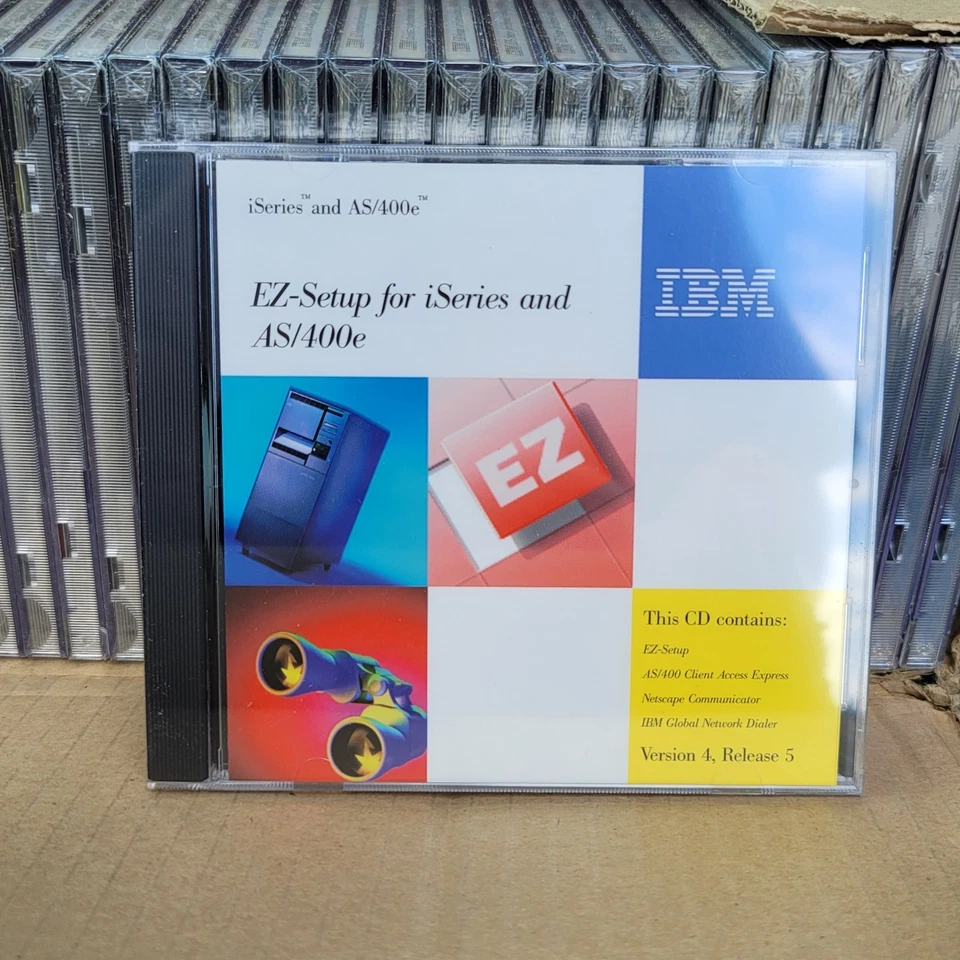 iSeries™ and AS/400e™
EZ-Setup for iSeries and
AS/400e
IBM
EZ
This CD contains:
EZ-Setup
AS/400 Client Access Express
Netscape Communicator
IBM Global Network Dialer
Version 4, Release 5